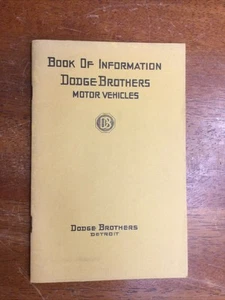 BOOK OF INFORMATION
DODGE BROTHERS
MOTOR VEHICLES
DB
DODGE BROTHERS
DETROIT